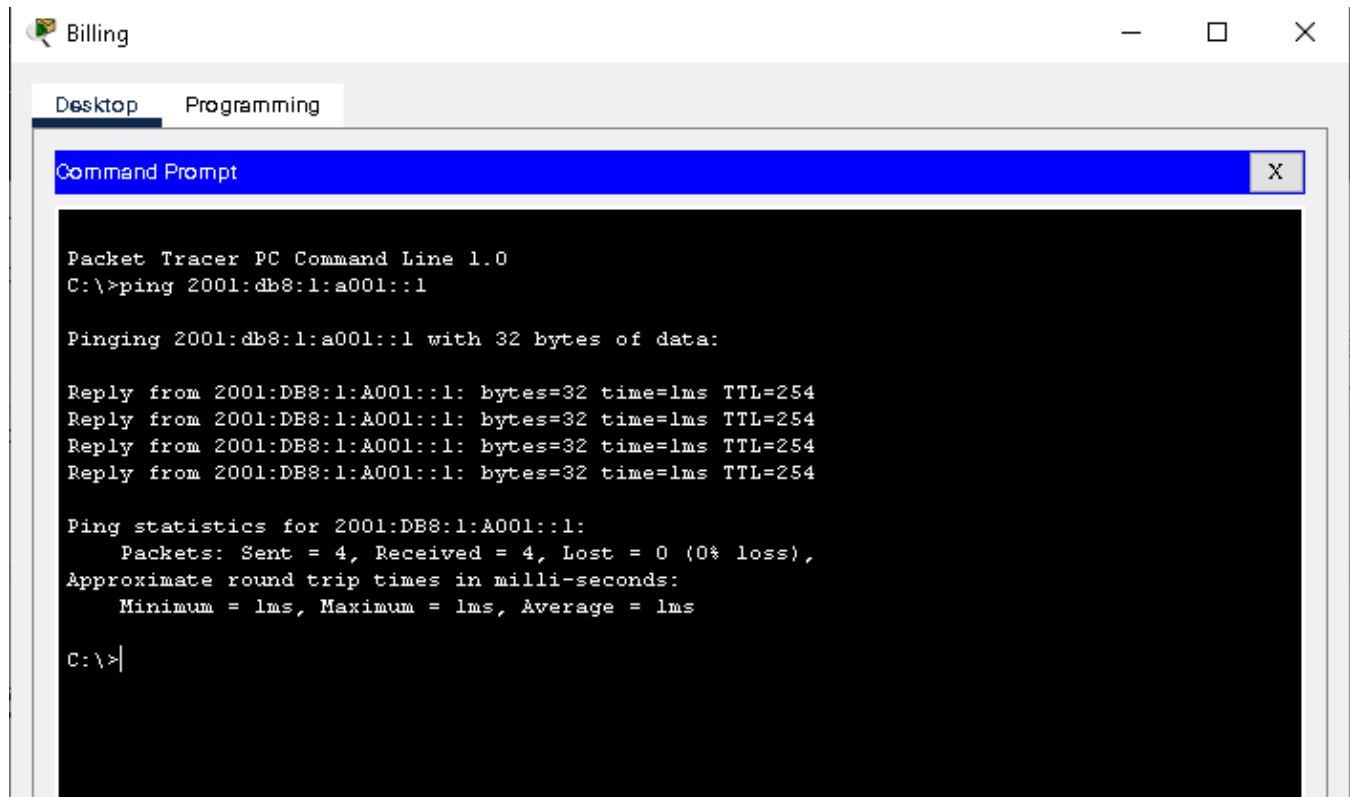 Billing
Desktop Programming
Command Prompt X
Packet Tracer PC Command Line 1.0
C:\>ping 2001:db8:1:a001::1
Pinging 2001:db8:1:a001::1 with 32 bytes of data:
Reply from 2001:DB8:1:A001::1: bytes=32 time=1ms TTL=254
Reply from 2001:DB8:1:A001::1: bytes=32 time=1ms TTL=254
Reply from 2001:DB8:1:A001::1: bytes=32 time=1ms TTL=254
Reply from 2001:DB8:1:A001::1: bytes=32 time=1ms TTL=254
Ping statistics for 2001:DB8:1:A001::1:
Packets: Sent = 4, Received = 4, Lost = 0 (0% loss),
Approximate round trip times in milli-seconds:
Minimum = 1ms, Maximum = 1ms, Average = 1ms
C:\>